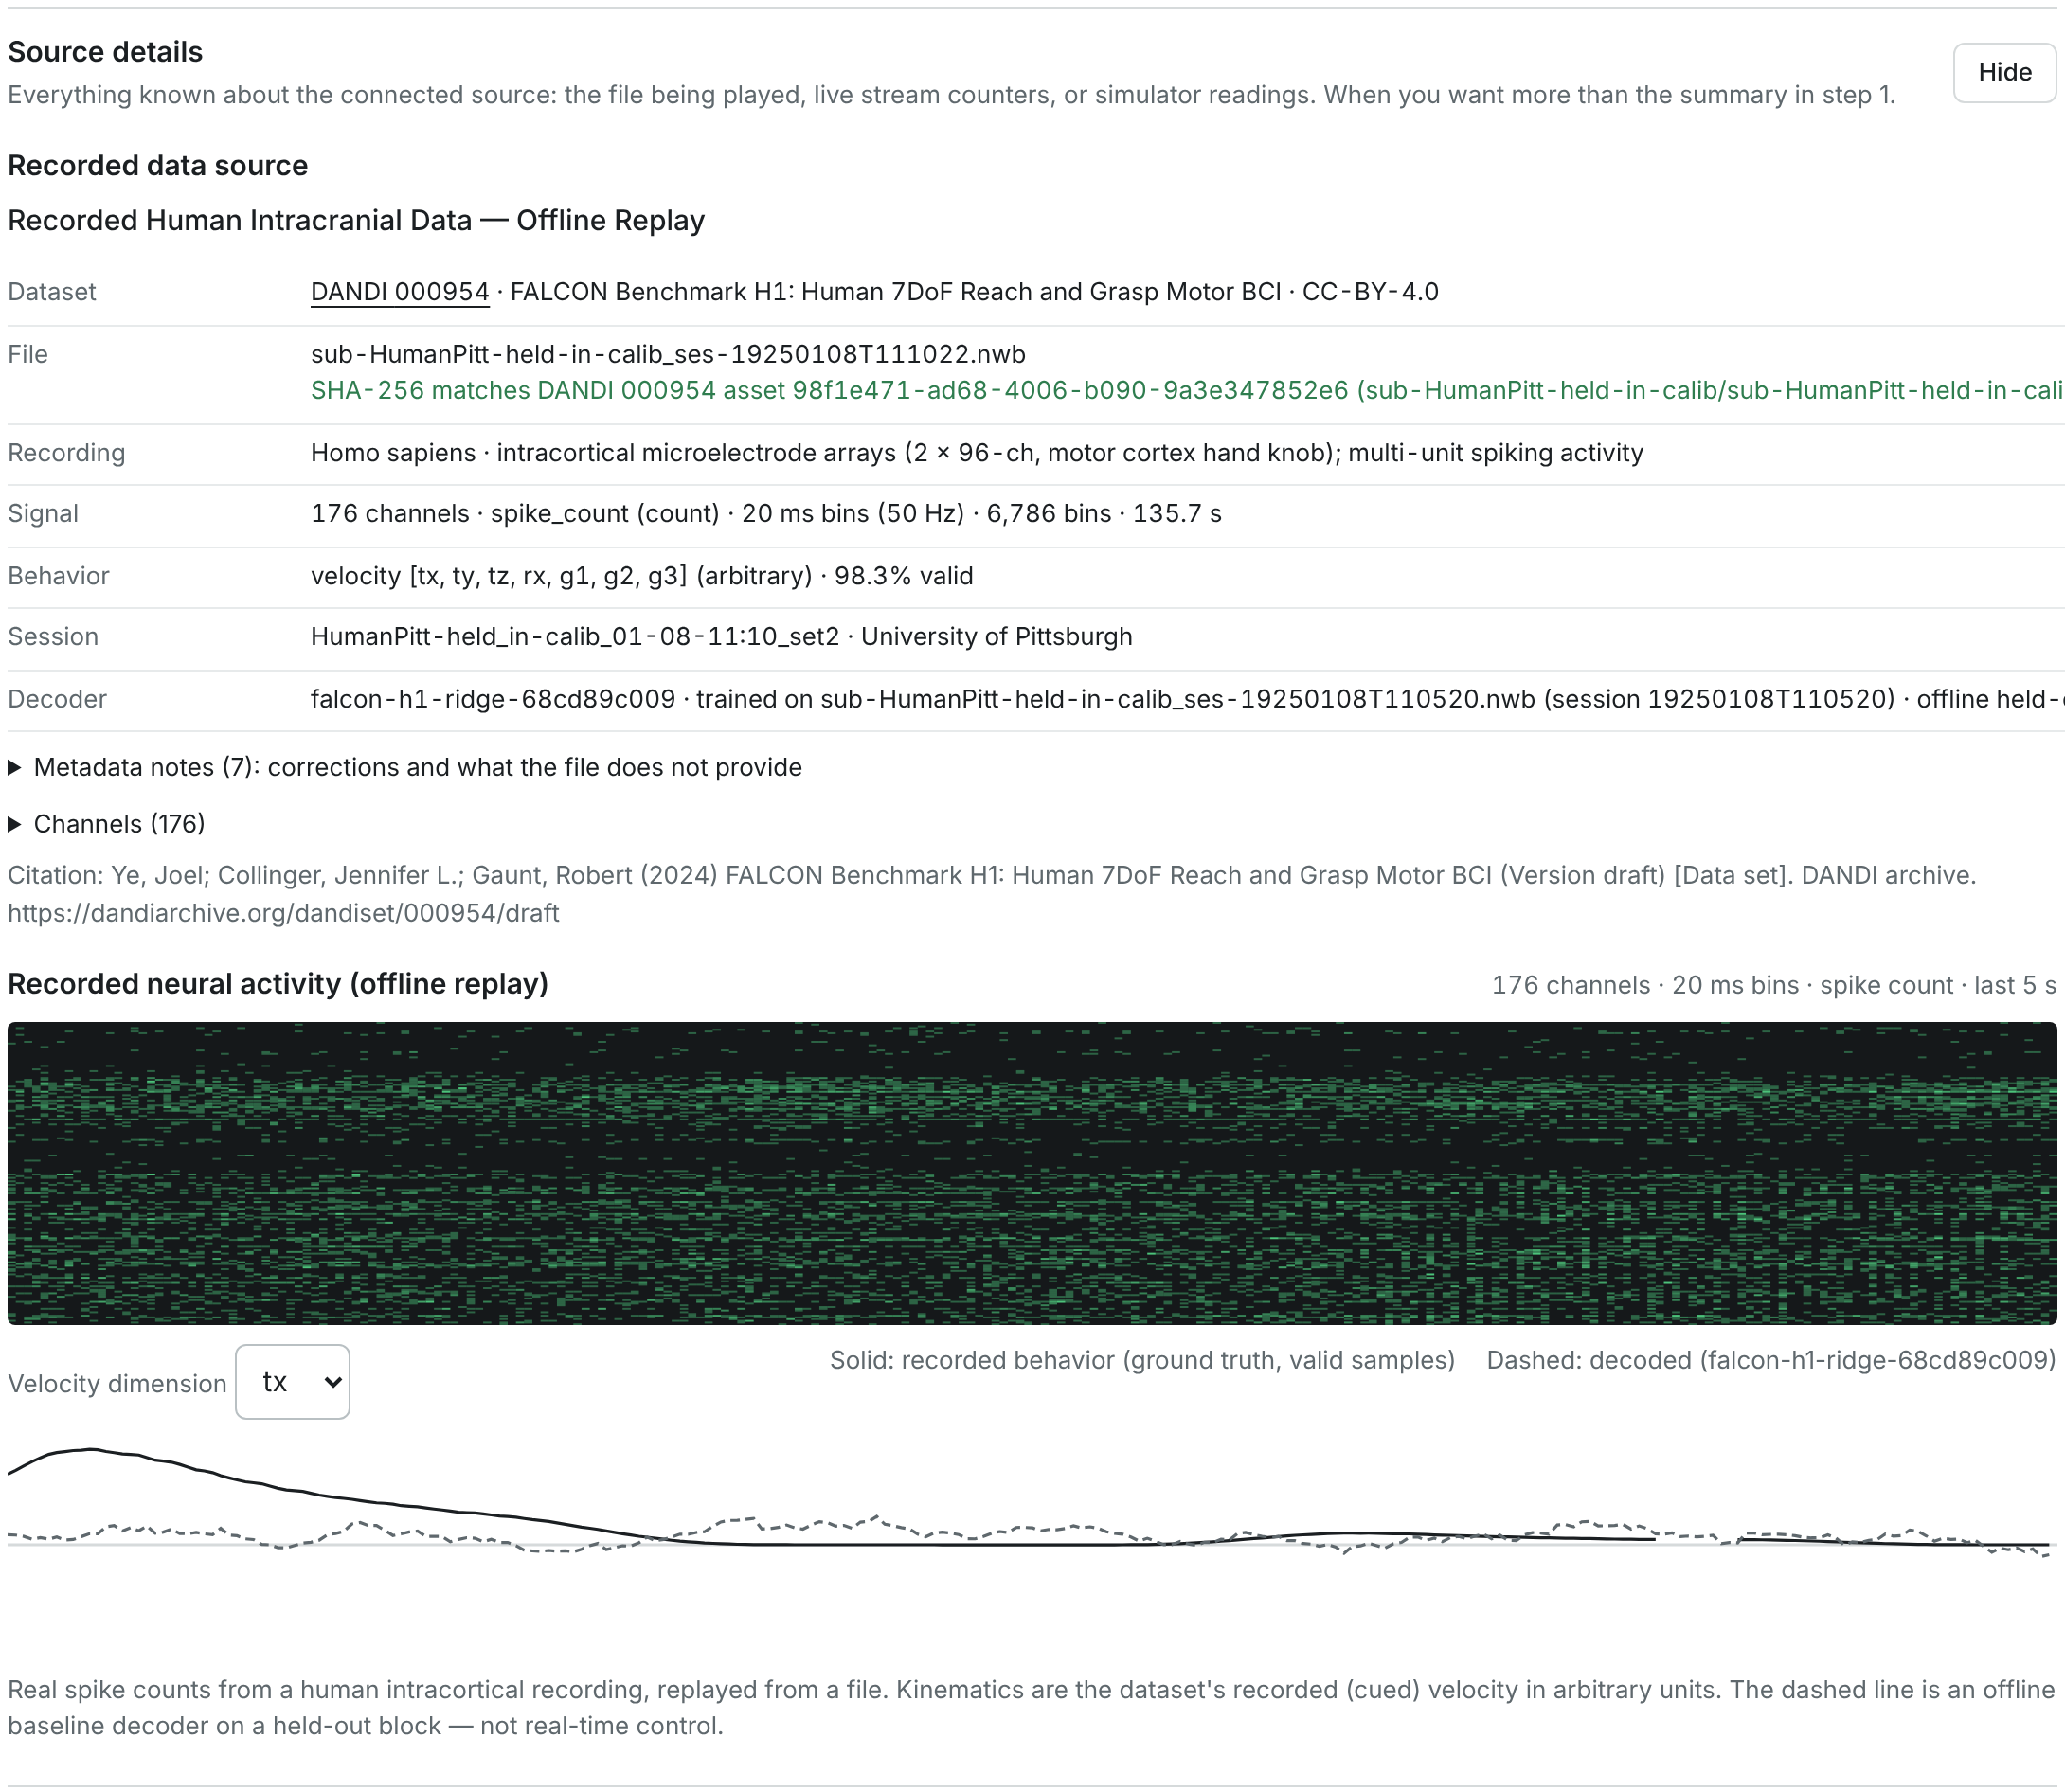 Source details
Hide
Everything known about the connected source: the file being played, live stream counters, or simulator readings. When you want more than the summary in step 1.
Recorded data source
Recorded Human Intracranial Data — Offline Replay
Dataset DANDI 000954 · FALCON Benchmark H1: Human 7DoF Reach and Grasp Motor BCI · CC-BY-4.0
File sub-HumanPitt-held-in-calib_ses-19250108T111022.nwb
SHA-256 matches DANDI 000954 asset 98f1e471-ad68-4006-b090-9a3e347852e6 (sub-HumanPitt-held-in-calib/sub-HumanPitt-held-in-cali
Recording Homo sapiens · intracortical microelectrode arrays (2 × 96-ch, motor cortex hand knob); multi-unit spiking activity
Signal 176 channels · spike_count (count) · 20 ms bins (50 Hz) · 6,786 bins · 135.7 s
Behavior velocity [tx, ty, tz, rx, g1, g2, g3] (arbitrary) · 98.3% valid
Session HumanPitt-held_in-calib_01-08-11:10_set2 · University of Pittsburgh
Decoder falcon-h1-ridge-68cd89c009 · trained on sub-HumanPitt-held-in-calib_ses-19250108T110520.nwb (session 19250108T110520) · offline held-
Metadata notes (7): corrections and what the file does not provide
Channels (176)
Citation: Ye, Joel; Collinger, Jennifer L.; Gaunt, Robert (2024) FALCON Benchmark H1: Human 7DoF Reach and Grasp Motor BCI (Version draft) [Data set]. DANDI archive.
https://dandiarchive.org/dandiset/000954/draft
Recorded neural activity (offline replay)
176 channels · 20 ms bins · spike count · last 5 s
Velocity dimension tx
Solid: recorded behavior (ground truth, valid samples) Dashed: decoded (falcon-h1-ridge-68cd89c009)
Real spike counts from a human intracortical recording, replayed from a file. Kinematics are the dataset's recorded (cued) velocity in arbitrary units. The dashed line is an offline
baseline decoder on a held-out block — not real-time control.